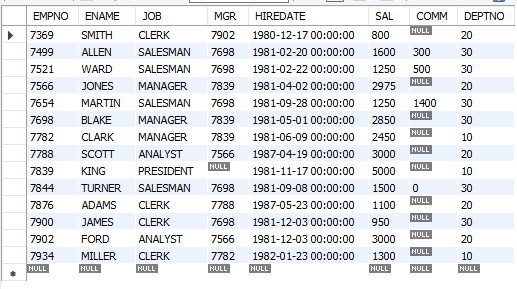 EMPNO ENAME JOB MGR HIREDATE SAL COMM DEPTNO
7369 SMITH CLERK 7902 1980-12-17 00:00:00 800 NULL 20
7499 ALLEN SALESMAN 7698 1981-02-20 00:00:00 1600 300 30
7521 WARD SALESMAN 7698 1981-02-22 00:00:00 1250 500 30
7566 JONES MANAGER 7839 1981-04-02 00:00:00 2975 NULL 20
7654 MARTIN SALESMAN 7698 1981-09-28 00:00:00 1250 1400 30
7698 BLAKE MANAGER 7839 1981-05-01 00:00:00 2850 NULL 30
7782 CLARK MANAGER 7839 1981-06-09 00:00:00 2450 NULL 10
7788 SCOTT ANALYST 7566 1987-04-19 00:00:00 3000 NULL 20
7839 KING PRESIDENT NULL 1981-11-17 00:00:00 5000 NULL 10
7844 TURNER SALESMAN 7698 1981-09-08 00:00:00 1500 0 30
7876 ADAMS CLERK 7788 1987-05-23 00:00:00 1100 NULL 20
7900 JAMES CLERK 7698 1981-12-03 00:00:00 950 NULL 30
7902 FORD ANALYST 7566 1981-12-03 00:00:00 3000 NULL 20
7934 MILLER CLERK 7782 1982-01-23 00:00:00 1300 NULL 10
NULL NULL NULL NULL NULL NULL NULL NULL